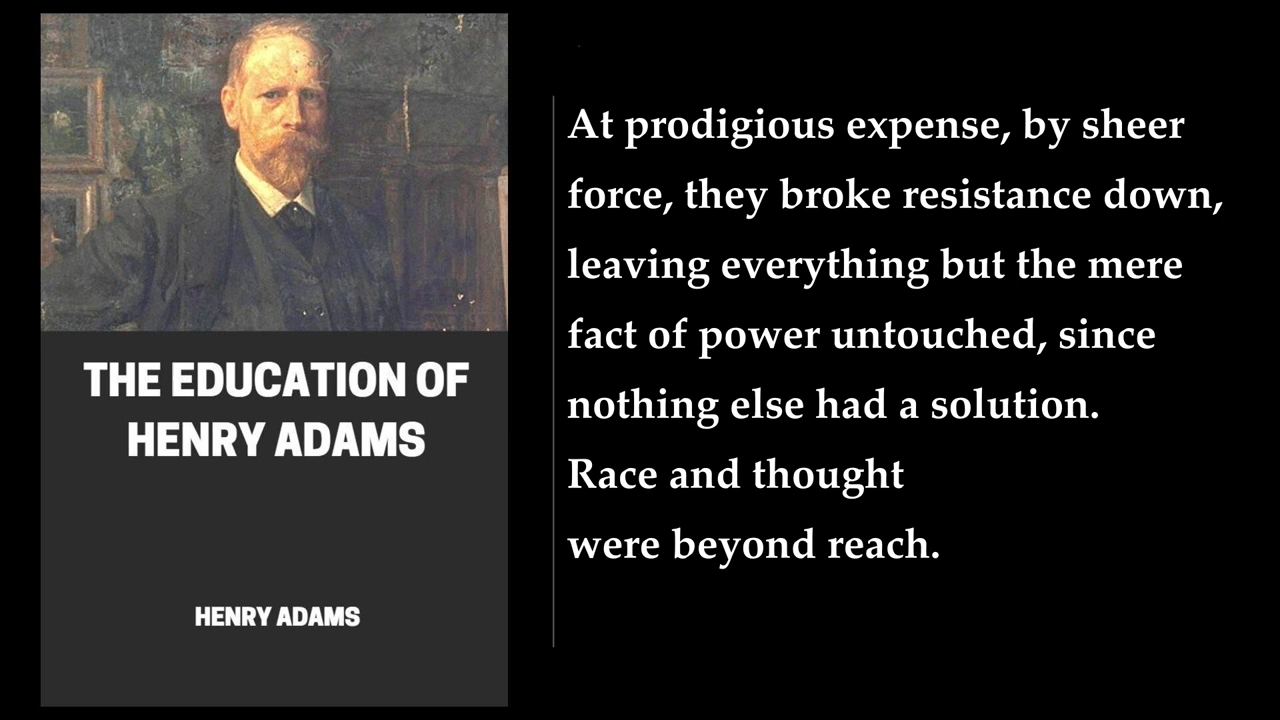 THE EDUCATION OF
HENRY ADAMS
HENRY ADAMS
At prodigious expense, by sheer
force, they broke resistance down,
leaving everything but the mere
fact of power untouched, since
nothing else had a solution.
Race and thought
were beyond reach.